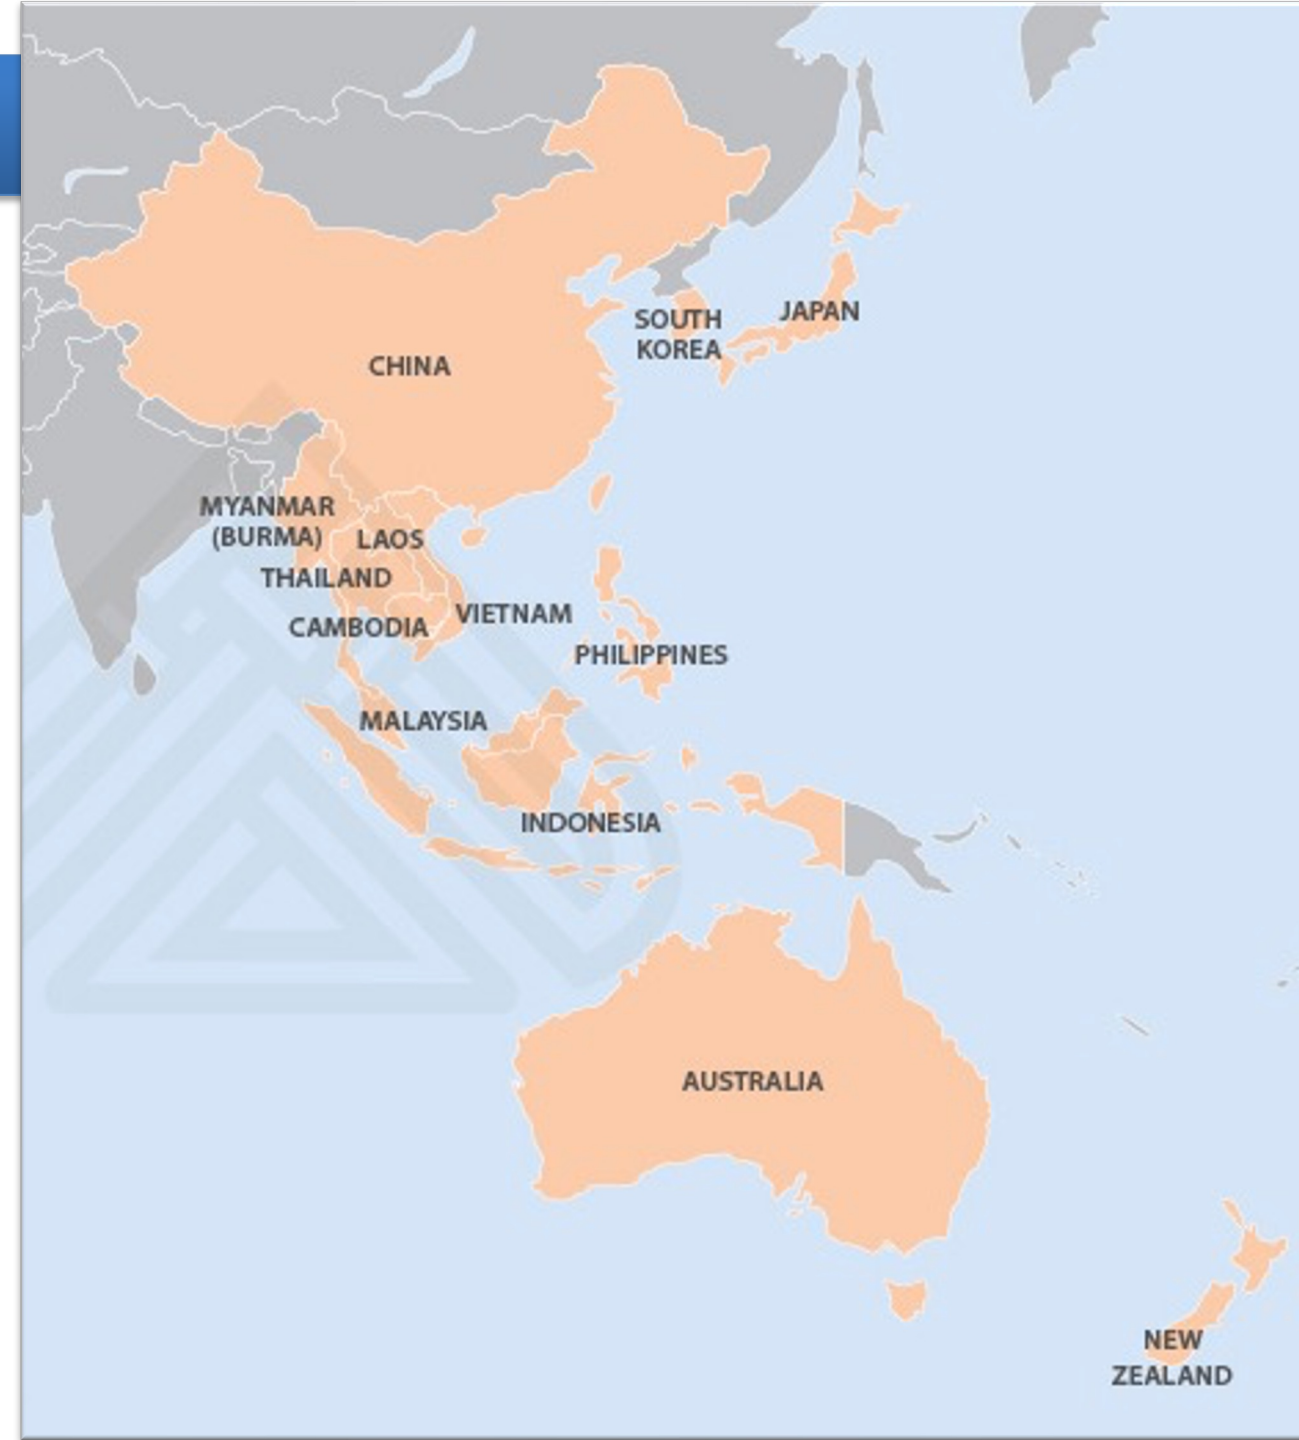 SOUTH
KOREA
JAPAN
CHINA
MYANMAR
(BURMA)
LAOS
THAILAND
CAMBODIA
VIETNAM
PHILIPPINES
MALAYSIA
INDONESIA
AUSTRALIA
NEW
ZEALAND